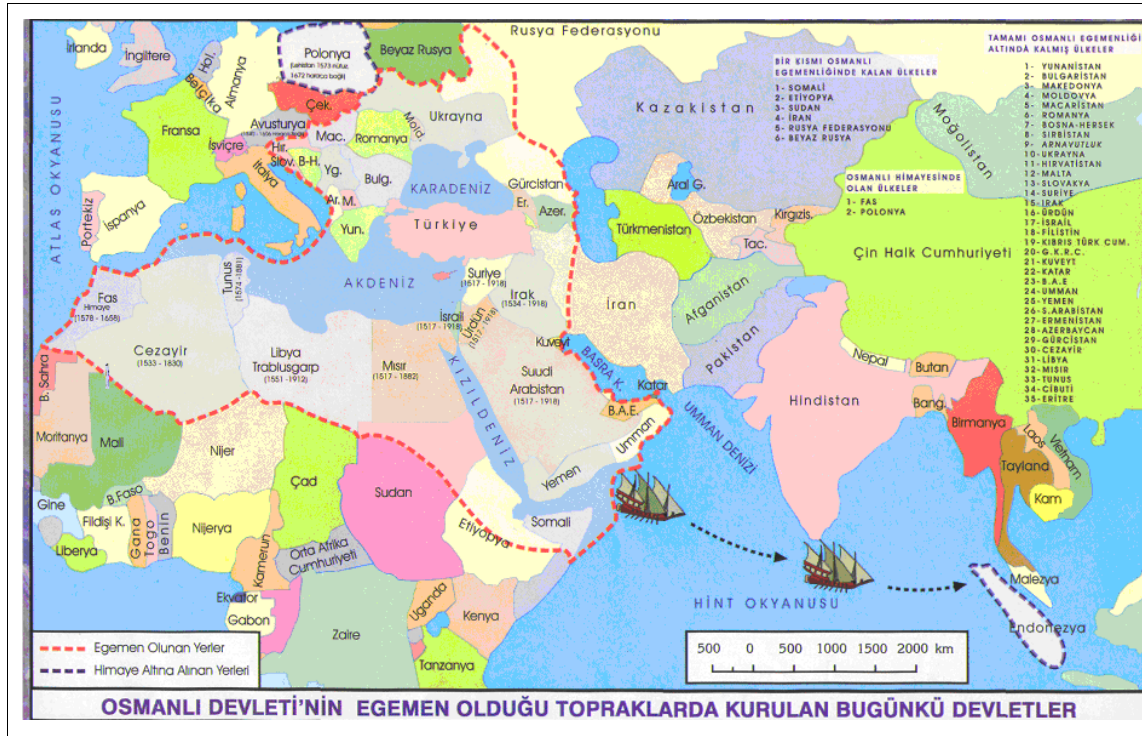 Rusya Federasyonu
TAMAMI OSMANLI EGEMENLİĞİ
ALTINDA KALMIŞ ÜLKELER
1- YUNANİSTAN
2- BULGARİSTAN
3- MAKEDONYA
4- MOLDOVYA
5- MACARİSTAN
6- ROMANYA
7- BOSNA-HERSEK
8- SIRBİSTAN
9- ARNAVUTLUK
10- UKRAYNA
11- HIRVATİSTAN
12- MALTA
13- SLOVAKYA
14- SURİYE
15- IRAK
16- ÜRDÜN
17- İSRAİL
18- FİLİSTİN
19- KIBRIS TÜRK CUM.
20- G.K.R.C.
21- KUVEYT
22- KATAR
23- B.A.E
24- UMMAN
25- YEMEN
26- S.ARABİSTAN
27- ERMENİSTAN
28- AZERBAYCAN
29- GÜRCİSTAN
30- CEZAYİR
31- LİBYA
32- MISIR
33- TUNUS
34- CİBUTİ
35- ERİTRE
BİR KISMI OSMANLI
EGEMENLİĞİNDE KALAN ÜLKELER
1- SOMALİ
2- ETİYOPYA
3- SUDAN
4- İRAN
5- RUSYA FEDERASYONU
6- BEYAZ RUSYA
OSMANLI HİMAYESİNDE
OLAN ÜLKELER
1- FAS
2- POLONYA
ATLAS OKYANUSU
İrlanda
İngiltere
Hol.
Belçika
Almanya
Polonya
Beyaz Rusya
Çek.
Avusturya
Fransa
İsviçre
Mac.
Romanya
Mold.
Ukrayna
Hır.
Slov.
B-H.
Yg.
Bulg.
İtalya
Ar.
M.
Yun.
Portekiz
İspanya
KARADENİZ
Türkiye
Gürcistan
Er.
Azer.
AKDENİZ
Kazakistan
Moğolistan
Aral G.
Özbekistan
Kırgızis.
Türkmenistan
Tac.
Çin Halk Cumhuriyeti
Afganistan
İran
Pakistan
Nepal
Butan
Bang.
Hindistan
Birmanya
Laos
Vietnam
Tayland
Kam
Malezya
Endonezya
Suriye
(1517 - 1918)
Irak
(1534 - 1918)
İsrail
(1517 - 1918)
Ürdün
(1517 - 1918)
Kuveyt
BASRA K.
Katar
B.A.E.
Suudi
Arabistan
(1517 - 1918)
Umman
Yemen
UMMAN DENİZİ
KIZILDENİZ
Fas
Himaye
(1578 - 1658)
Cezayir
(1533 - 1830)
Tunus
(1574 - 1881)
Libya
Trablusgarp
(1551 - 1912)
Mısır
(1517 - 1882)
B. Sahra
Moritanya
Mali
Nijer
Çad
Sudan
Etiyopya
Somali
B.Faso
Gine
Fildişi K.
Liberya
Gana
Togo
Benin
Nijerya
Kamerun
Orta Afrika
Cumhuriyeti
Ekvator
Gabon
Zaire
Uganda
Kenya
Tanzanya
HİNT OKYANUSU
Egemen Olunan Yerler
Himaye Altına Alınan Yerleri
500 0 500 1000 1500 2000 km
OSMANLI DEVLETİ'NİN EGEMEN OLDUĞU TOPRAKLARDA KURULAN BUGÜNKÜ DEVLETLER